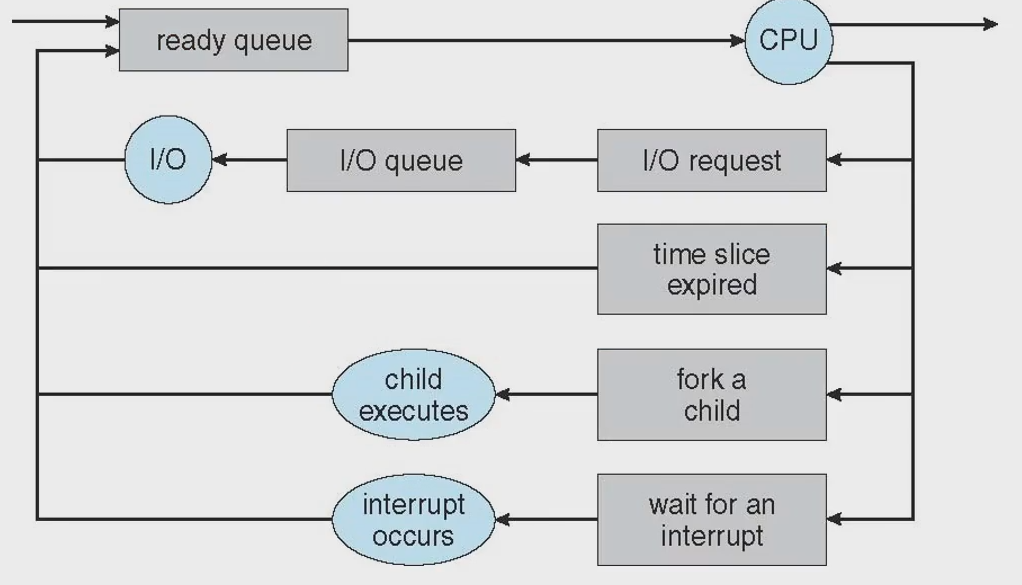 ready queue
CPU
I/O
I/O queue
I/O request
time slice
expired
child
executes
fork a
child
interrupt
occurs
wait for an
interrupt